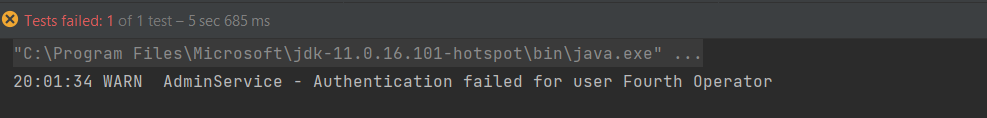 Tests failed: 1 of 1 test – 5 sec 685 ms
"C:\Program Files\Microsoft\jdk-11.0.16.101-hotspot\bin\java.exe" ...
20:01:34 WARN  AdminService - Authentication failed for user Fourth Operator